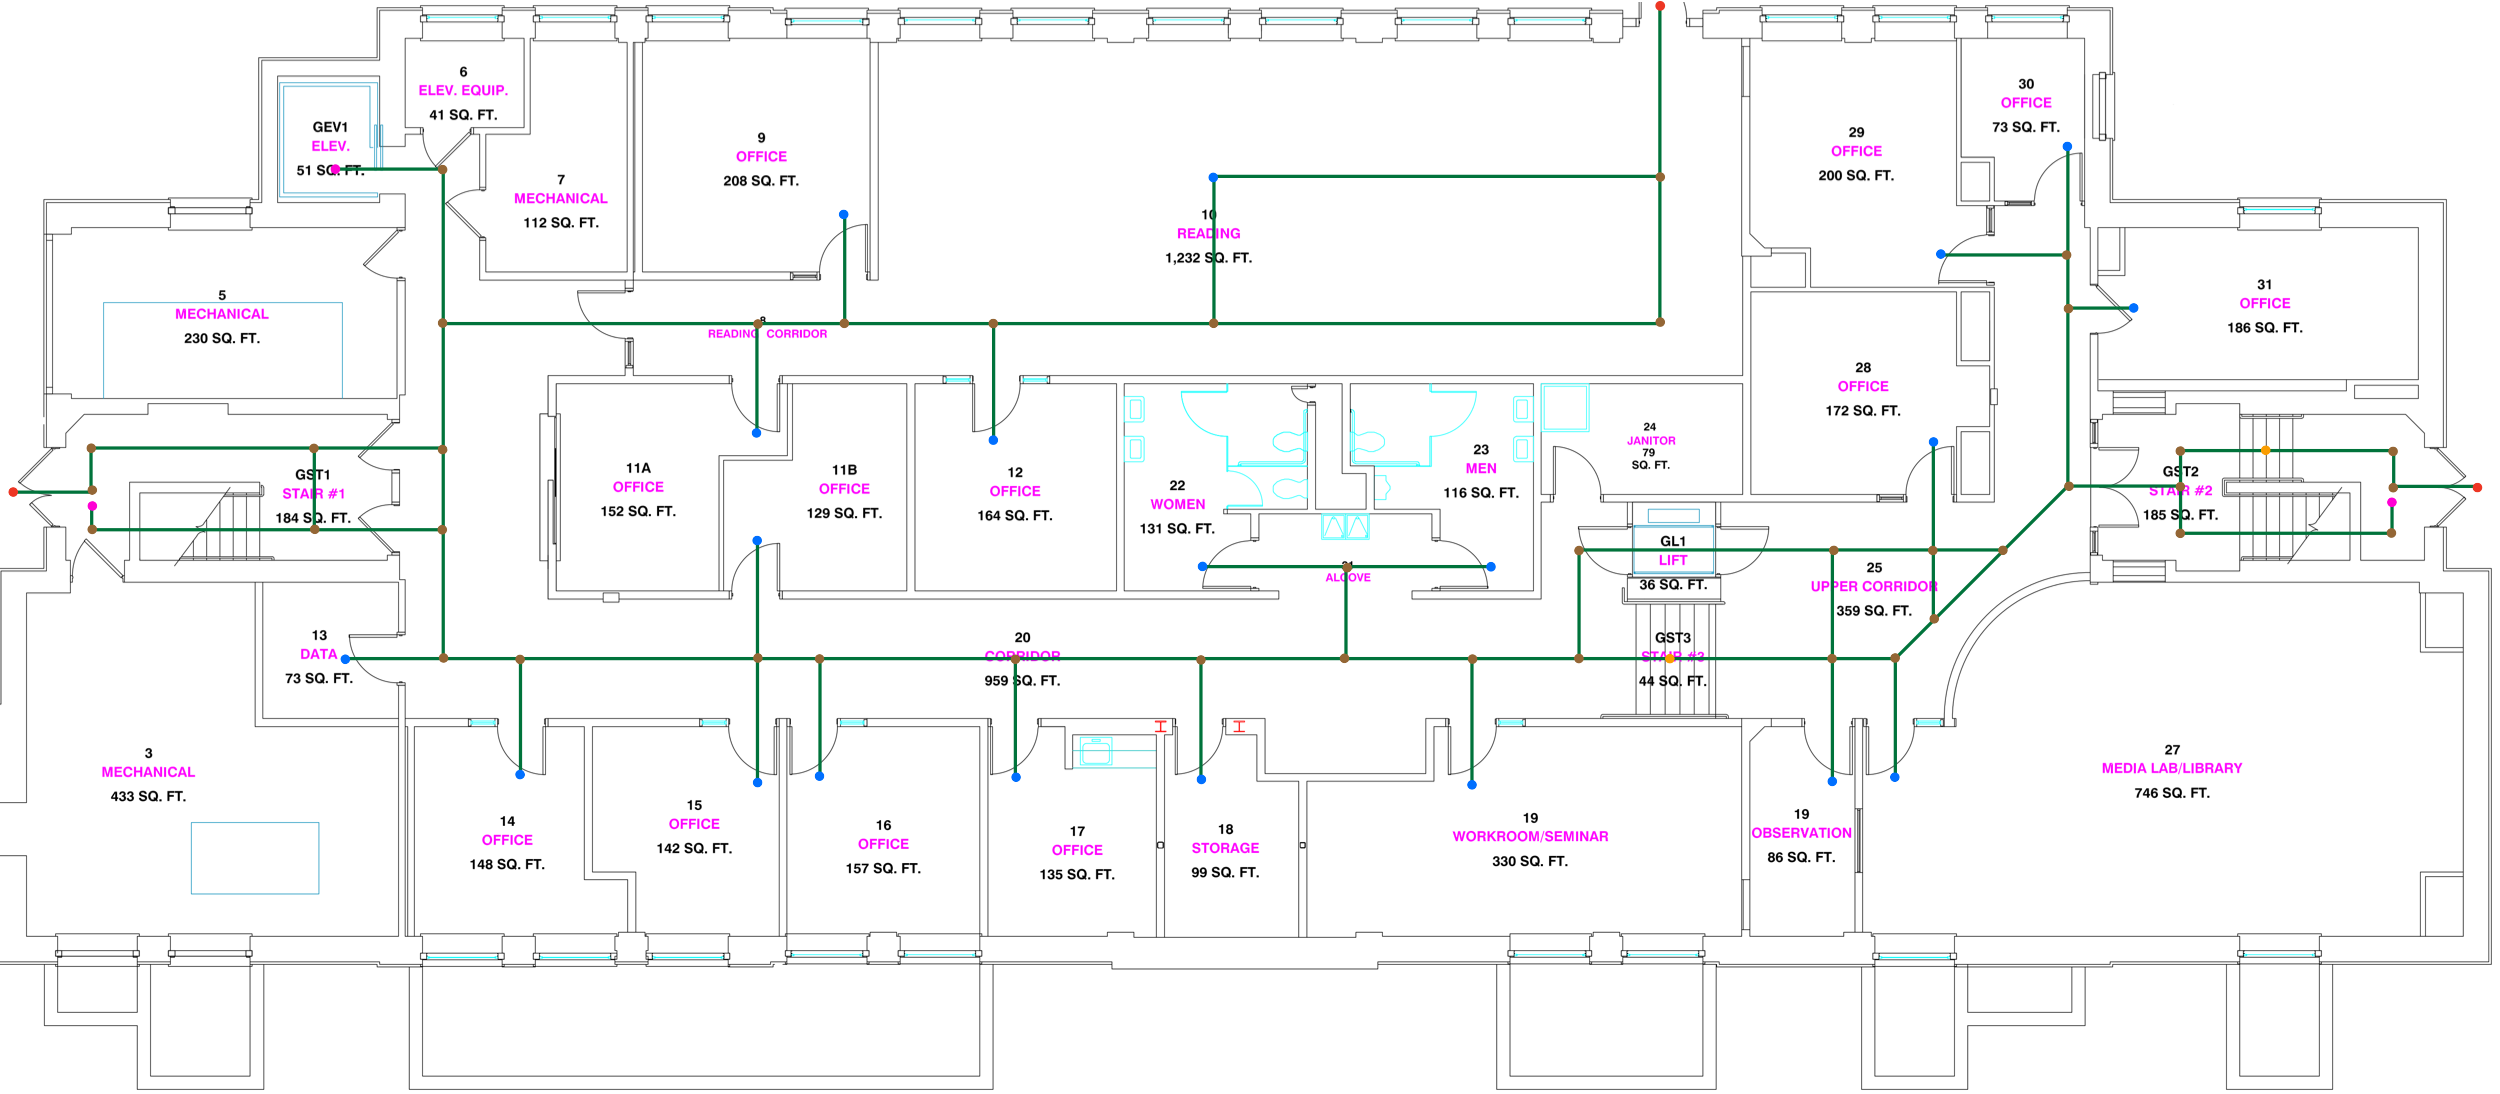 6
ELEV. EQUIP.
41 SQ. FT.
GEV1
ELEV.
51 SQ. FT.
7
MECHANICAL
112 SQ. FT.
9
OFFICE
208 SQ. FT.
10
READING
1,232 SQ. FT.
29
OFFICE
200 SQ. FT.
30
OFFICE
73 SQ. FT.
5
MECHANICAL
230 SQ. FT.
8
READING CORRIDOR
31
OFFICE
186 SQ. FT.
28
OFFICE
172 SQ. FT.
GST1
STAIR #1
184 SQ. FT.
11A
OFFICE
152 SQ. FT.
11B
OFFICE
129 SQ. FT.
12
OFFICE
164 SQ. FT.
22
WOMEN
131 SQ. FT.
23
MEN
116 SQ. FT.
24
JANITOR
79
SQ. FT.
GST2
STAIR #2
185 SQ. FT.
21
ALCOVE
GL1
LIFT
36 SQ. FT.
25
UPPER CORRIDOR
359 SQ. FT.
13
DATA
73 SQ. FT.
20
CORRIDOR
959 SQ. FT.
GST3
STAIR #3
44 SQ. FT.
3
MECHANICAL
433 SQ. FT.
14
OFFICE
148 SQ. FT.
15
OFFICE
142 SQ. FT.
16
OFFICE
157 SQ. FT.
17
OFFICE
135 SQ. FT.
18
STORAGE
99 SQ. FT.
19
WORKROOM/SEMINAR
330 SQ. FT.
19
OBSERVATION
86 SQ. FT.
27
MEDIA LAB/LIBRARY
746 SQ. FT.